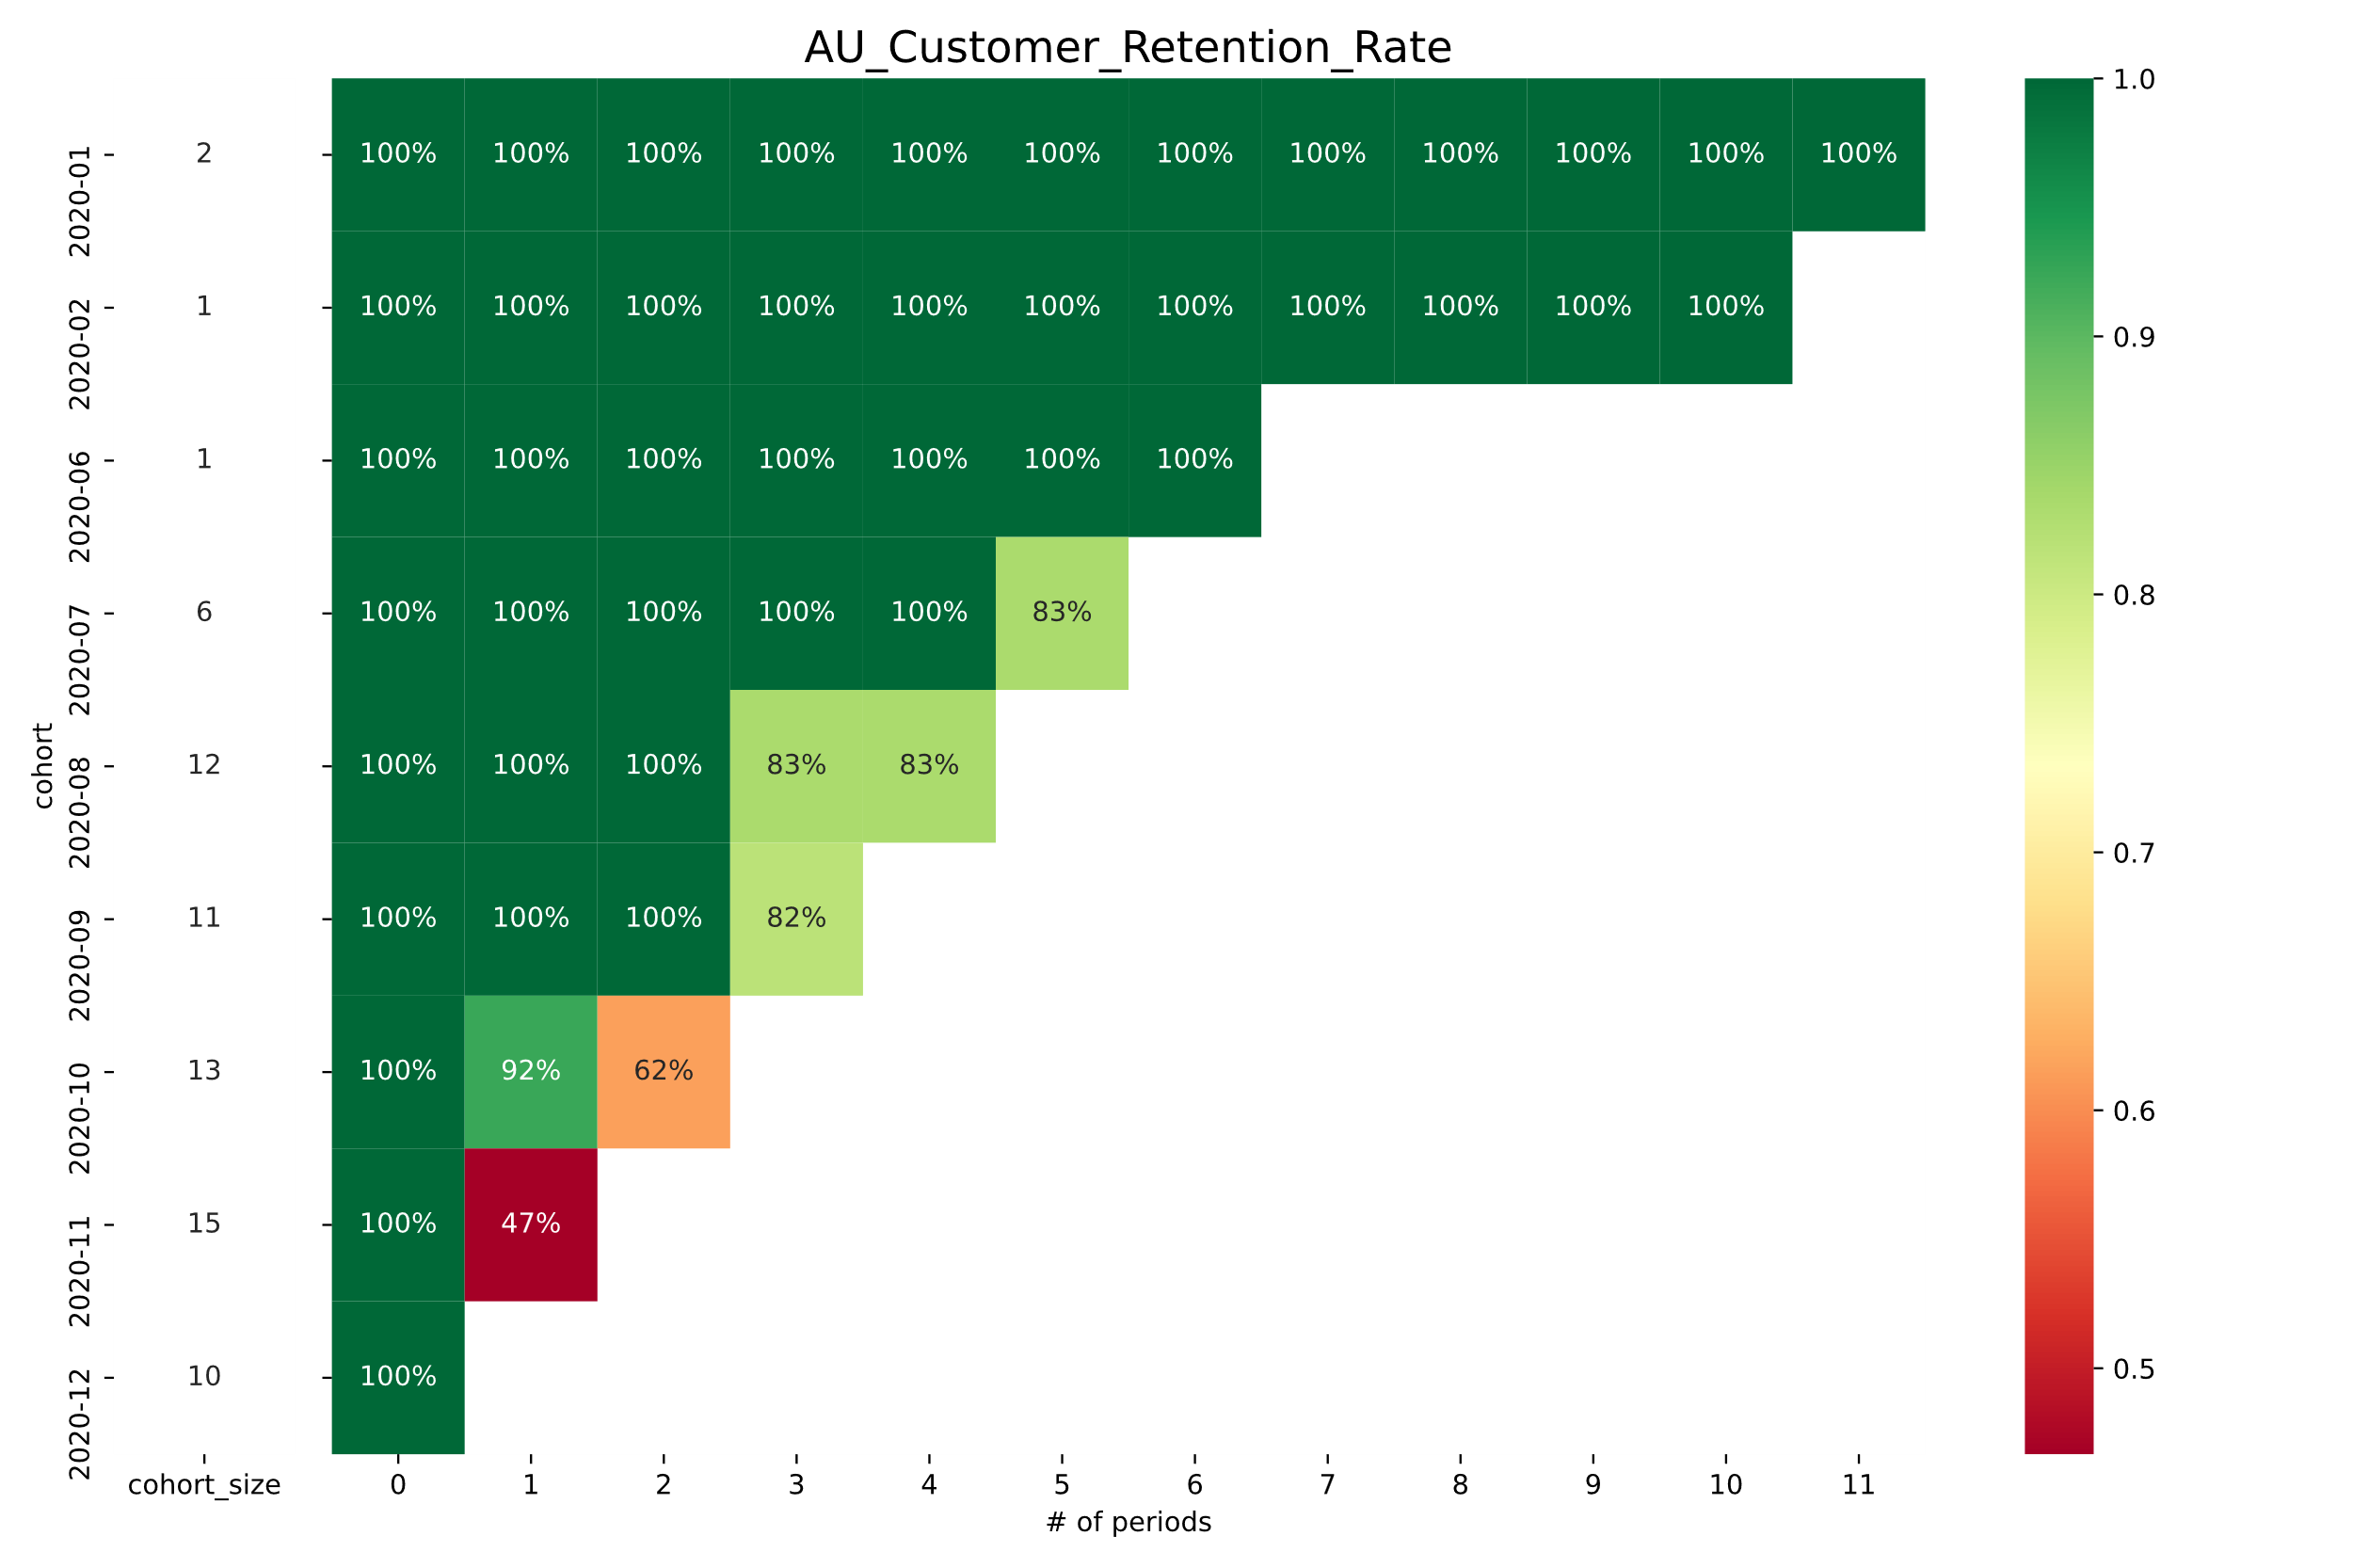 AU_Customer_Retention_Rate
cohort
2020-01 2 100% 100% 100% 100% 100% 100% 100% 100% 100% 100% 100% 100%
2020-02 1 100% 100% 100% 100% 100% 100% 100% 100% 100% 100% 100%
2020-06 1 100% 100% 100% 100% 100% 100% 100%
2020-07 6 100% 100% 100% 100% 100% 83%
2020-08 12 100% 100% 100% 83% 83%
2020-09 11 100% 100% 100% 82%
2020-10 13 100% 92% 62%
2020-11 15 100% 47%
2020-12 10 100%
cohort_size 0 1 2 3 4 5 6 7 8 9 10 11
# of periods
1.0
0.9
0.8
0.7
0.6
0.5